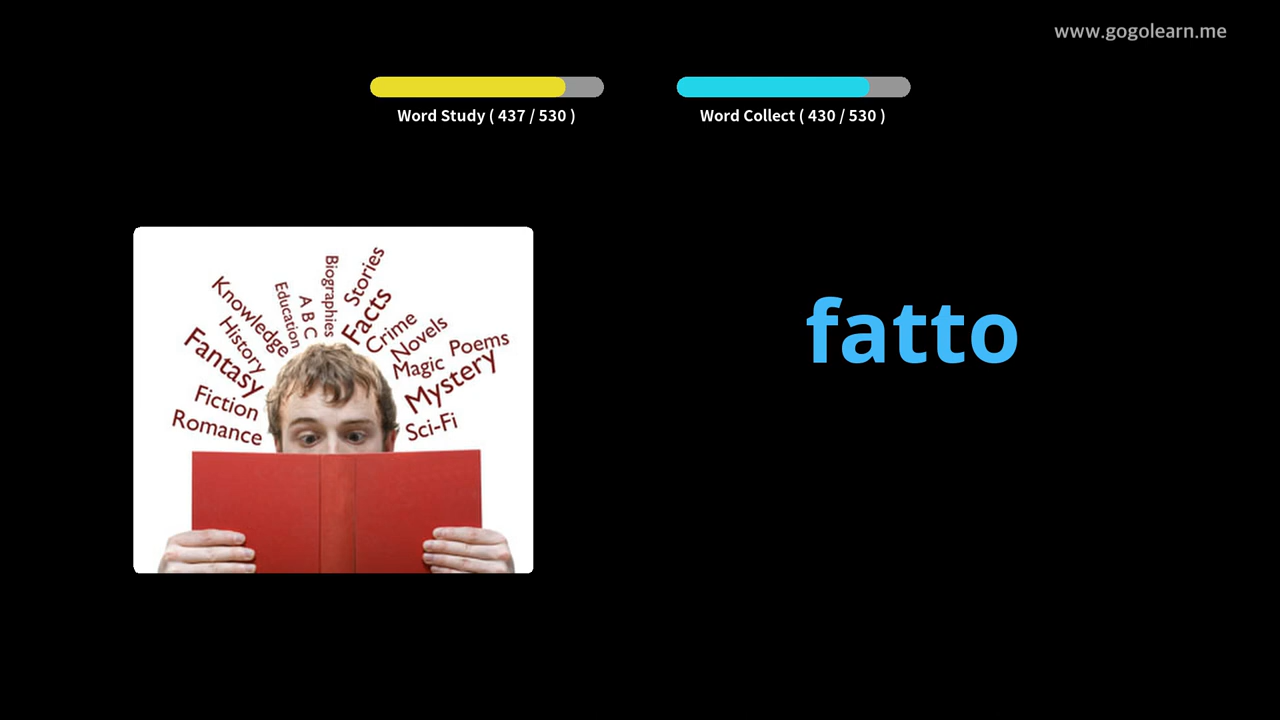 www.gogolearn.me
Word Study ( 437 / 530 )
Word Collect ( 430 / 530 )
Stories
Biographies
Facts
A B C
Education
Knowledge
Crime
Novels
History
Poems
Fantasy
Magic
Mystery
Fiction
Romance
Sci-Fi
fatto